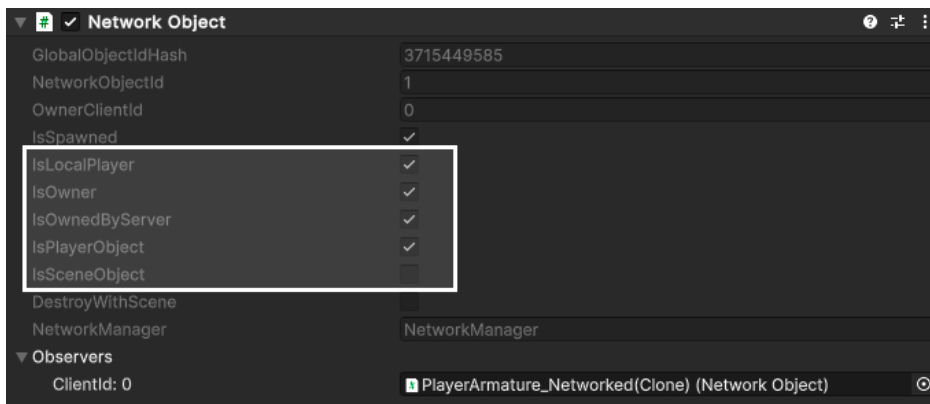 Network Object
GlobalObjectIdHash 3715449585
NetworkObjectId 1
OwnerClientId 0
IsSpawned
IsLocalPlayer
IsOwner
IsOwnedByServer
IsPlayerObject
IsSceneObject
DestroyWithScene
NetworkManager NetworkManager
Observers
ClientId: 0 PlayerArmature_Networked(Clone) (Network Object)